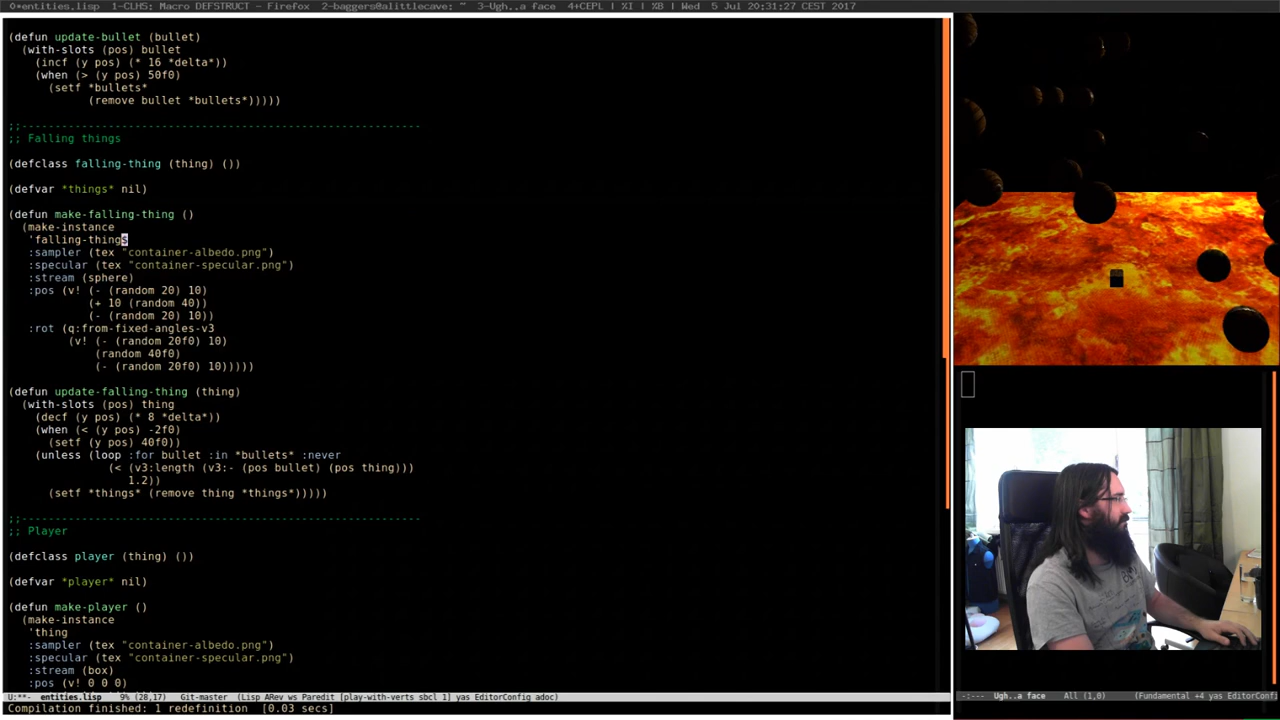 0*entities.lisp  1-CLHS: Macro DEFSTRUCT - Firefox  2-baggers@alittlecave: ~  3-Ugh..a face  4+CEPL | XI | XB | Wed  5 Jul 20:31:27 CEST 2017
(defun update-bullet (bullet)
  (with-slots (pos) bullet
    (incf (y pos) (* 16 *delta*))
    (when (> (y pos) 50f0)
      (setf *bullets*
            (remove bullet *bullets*)))))
;;------------------------------------------------------------
;; Falling things
(defclass falling-thing (thing) ())
(defvar *things* nil)
(defun make-falling-thing ()
  (make-instance
   'falling-things
   :sampler (tex "container-albedo.png")
   :specular (tex "container-specular.png")
   :stream (sphere)
   :pos (v! (- (random 20) 10)
            (+ 10 (random 40))
            (- (random 20) 10))
   :rot (q:from-fixed-angles-v3
         (v! (- (random 20f0) 10)
             (random 40f0)
             (- (random 20f0) 10)))))
(defun update-falling-thing (thing)
  (with-slots (pos) thing
    (decf (y pos) (* 8 *delta*))
    (when (< (y pos) -2f0)
      (setf (y pos) 40f0))
    (unless (loop :for bullet :in *bullets* :never
               (< (v3:length (v3:- (pos bullet) (pos thing)))
                  1.2))
      (setf *things* (remove thing *things*)))))
;;------------------------------------------------------------
;; Player
(defclass player (thing) ())
(defvar *player* nil)
(defun make-player ()
  (make-instance
   'thing
   :sampler (tex "container-albedo.png")
   :specular (tex "container-specular.png")
   :stream (box)
   :pos (v! 0 0 0)
U:**-  entities.lisp   9% (28,17)   Git-master  (Lisp ARev ws Paredit [play-with-verts sbcl 1] yas EditorConfig adoc)
Compilation finished: 1 redefinition  [0.03 secs]
-:---  Ugh..a face    All (1,0)      (Fundamental +4 yas EditorConfi